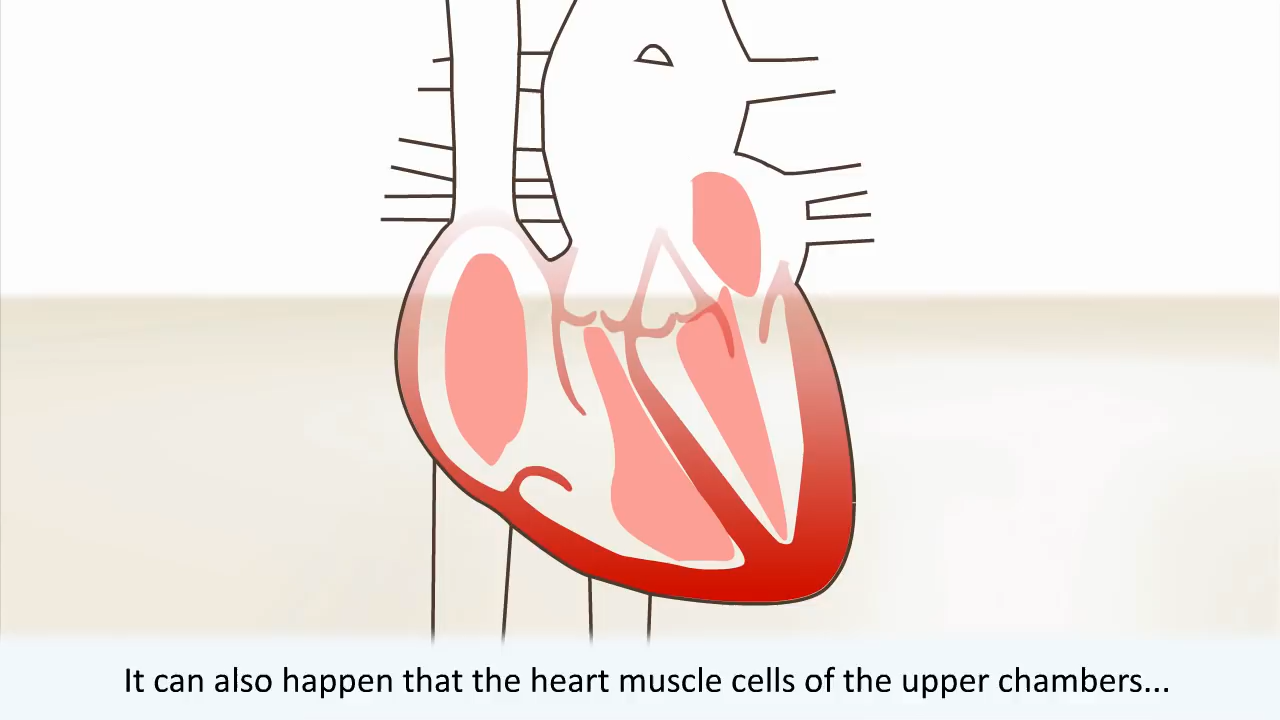 It can also happen that the heart muscle cells of the upper chambers...